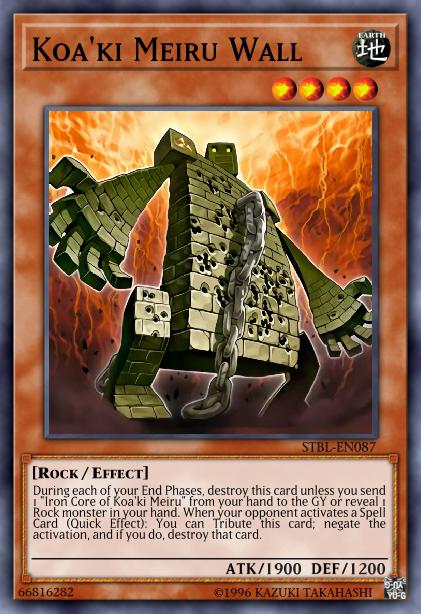 Koa'ki Meiru Wall
EARTH
地
STBL-EN087
[Rock / Effect]
During each of your End Phases, destroy this card unless you send
1 "Iron Core of Koa'ki Meiru" from your hand to the GY or reveal 1
Rock monster in your hand. When your opponent activates a Spell
Card (Quick Effect): You can Tribute this card; negate the
activation, and if you do, destroy that card.
ATK/1900 DEF/1200
66816282
©1996 KAZUKI TAKAHASHI